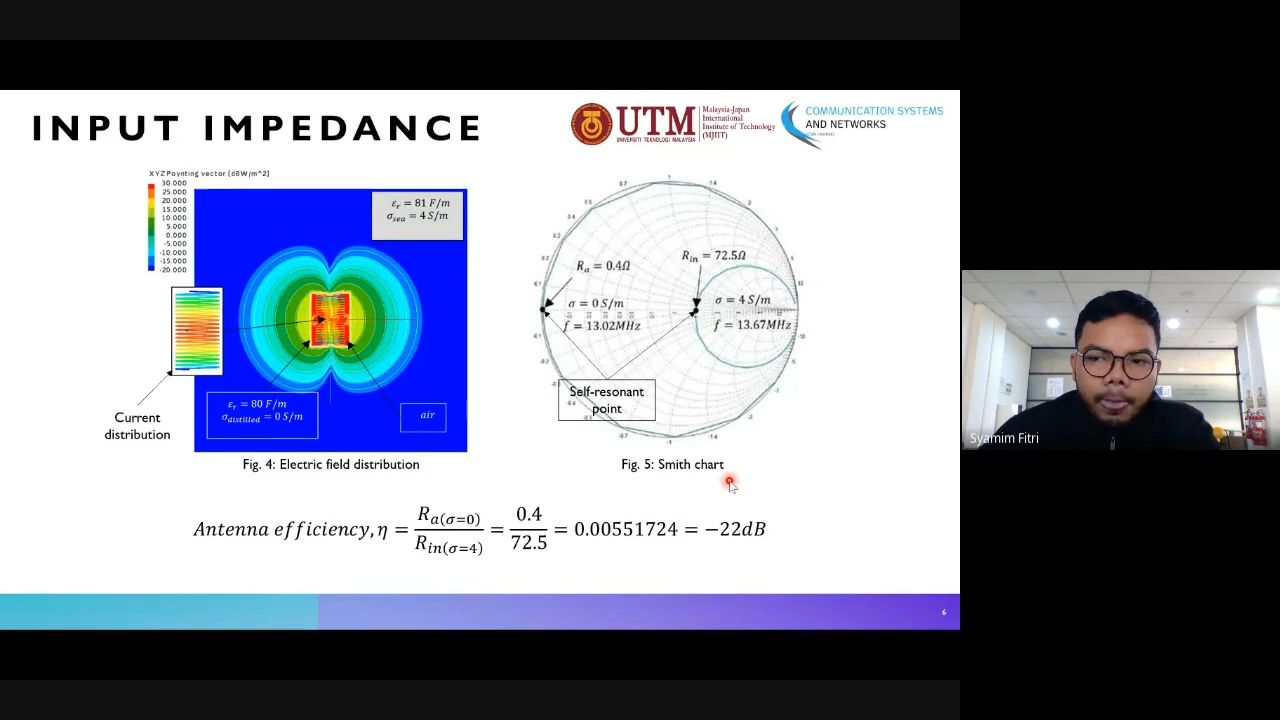 INPUT IMPEDANCE
UTM
UNIVERSITI TEKNOLOGI MALAYSIA
Malaysia-Japan
International
Institute of Technology
(MJIIT)
COMMUNICATION SYSTEMS
AND NETWORKS
XYZ Poynting vector [dBW/m^2]
30.000
25.000
20.000
15.000
10.000
5.000
0.000
-5.000
-10.000
-15.000
-20.000
εr = 81 F/m
σsea = 4 S/m
εr = 80 F/m
σdistilled = 0 S/m
air
Current
distribution
Fig. 4: Electric field distribution
Ra = 0.4Ω
Rin = 72.5Ω
σ = 0 S/m
f = 13.02MHz
σ = 4 S/m
f = 13.67MHz
Self-resonant
point
Fig. 5: Smith chart
Antenna efficiency, η = Ra(σ=0) / Rin(σ=4) = 0.4 / 72.5 = 0.00551724 = −22dB
6
Syamim Fitri